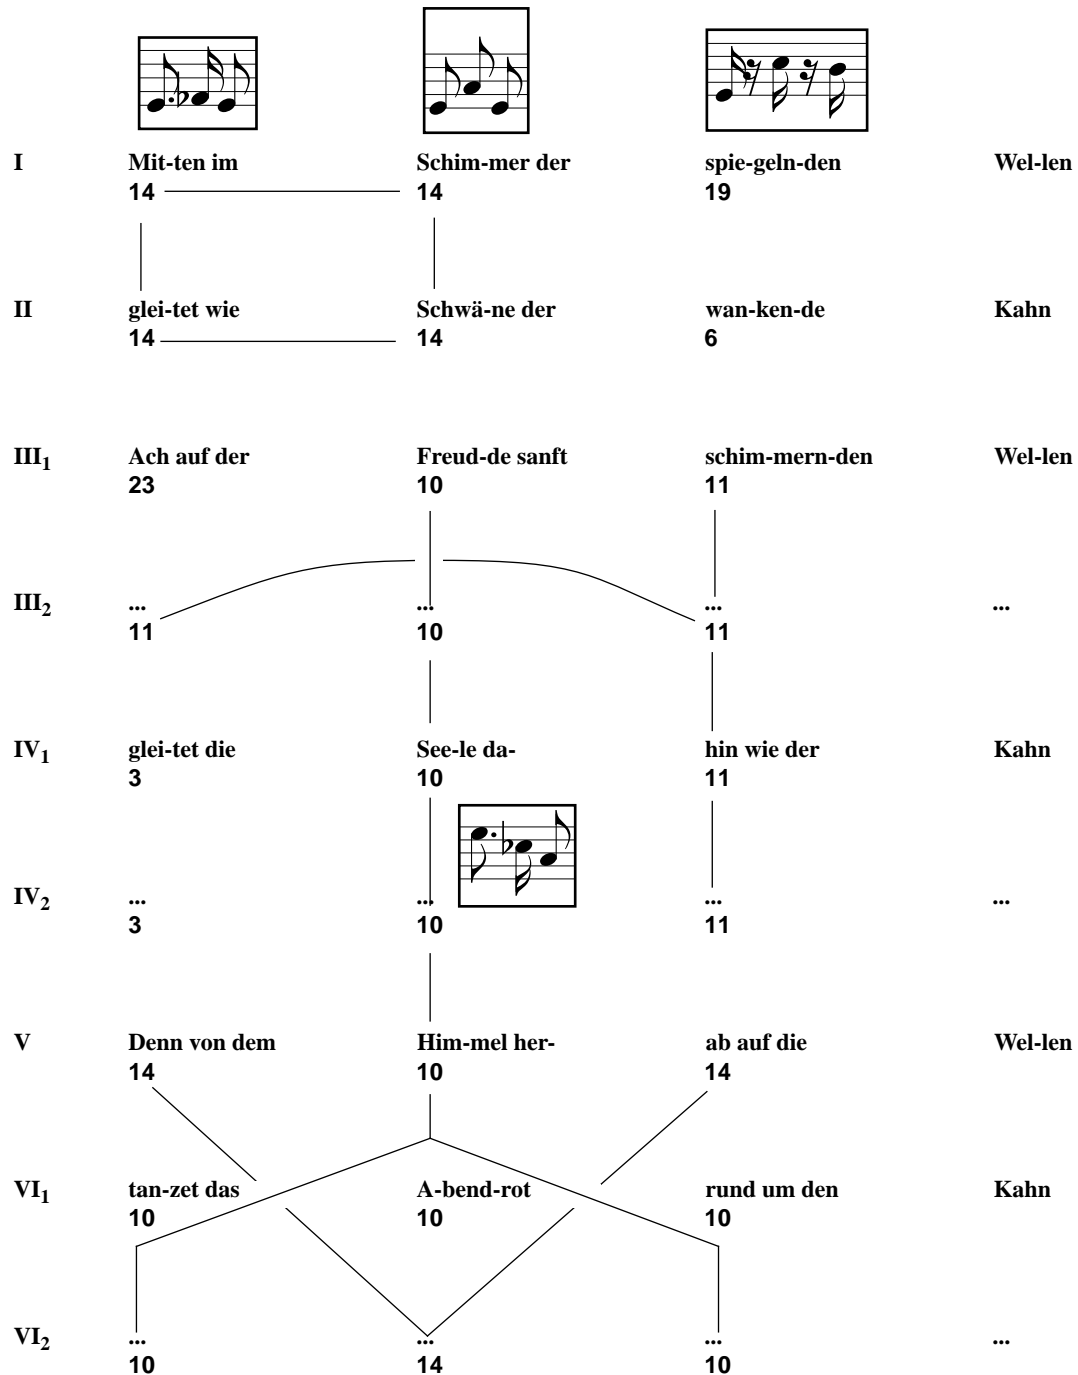 I Mit-ten im Schim-mer der spie-geln-den Wel-len
14 14 19
II glei-tet wie Schwä-ne der wan-ken-de Kahn
14 14 6
III1 Ach auf der Freud-de sanft schim-mern-den Wel-len
23 10 11
III2 ... ... ... ...
11 10 11
IV1 glei-tet die See-le da- hin wie der Kahn
3 10 11
IV2 ... ... ... ...
3 10 11
V Denn von dem Him-mel her- ab auf die Wel-len
14 10 14
VI1 tan-zet das A-bend-rot rund um den Kahn
10 10 10
VI2 ... ... ... ...
10 14 10